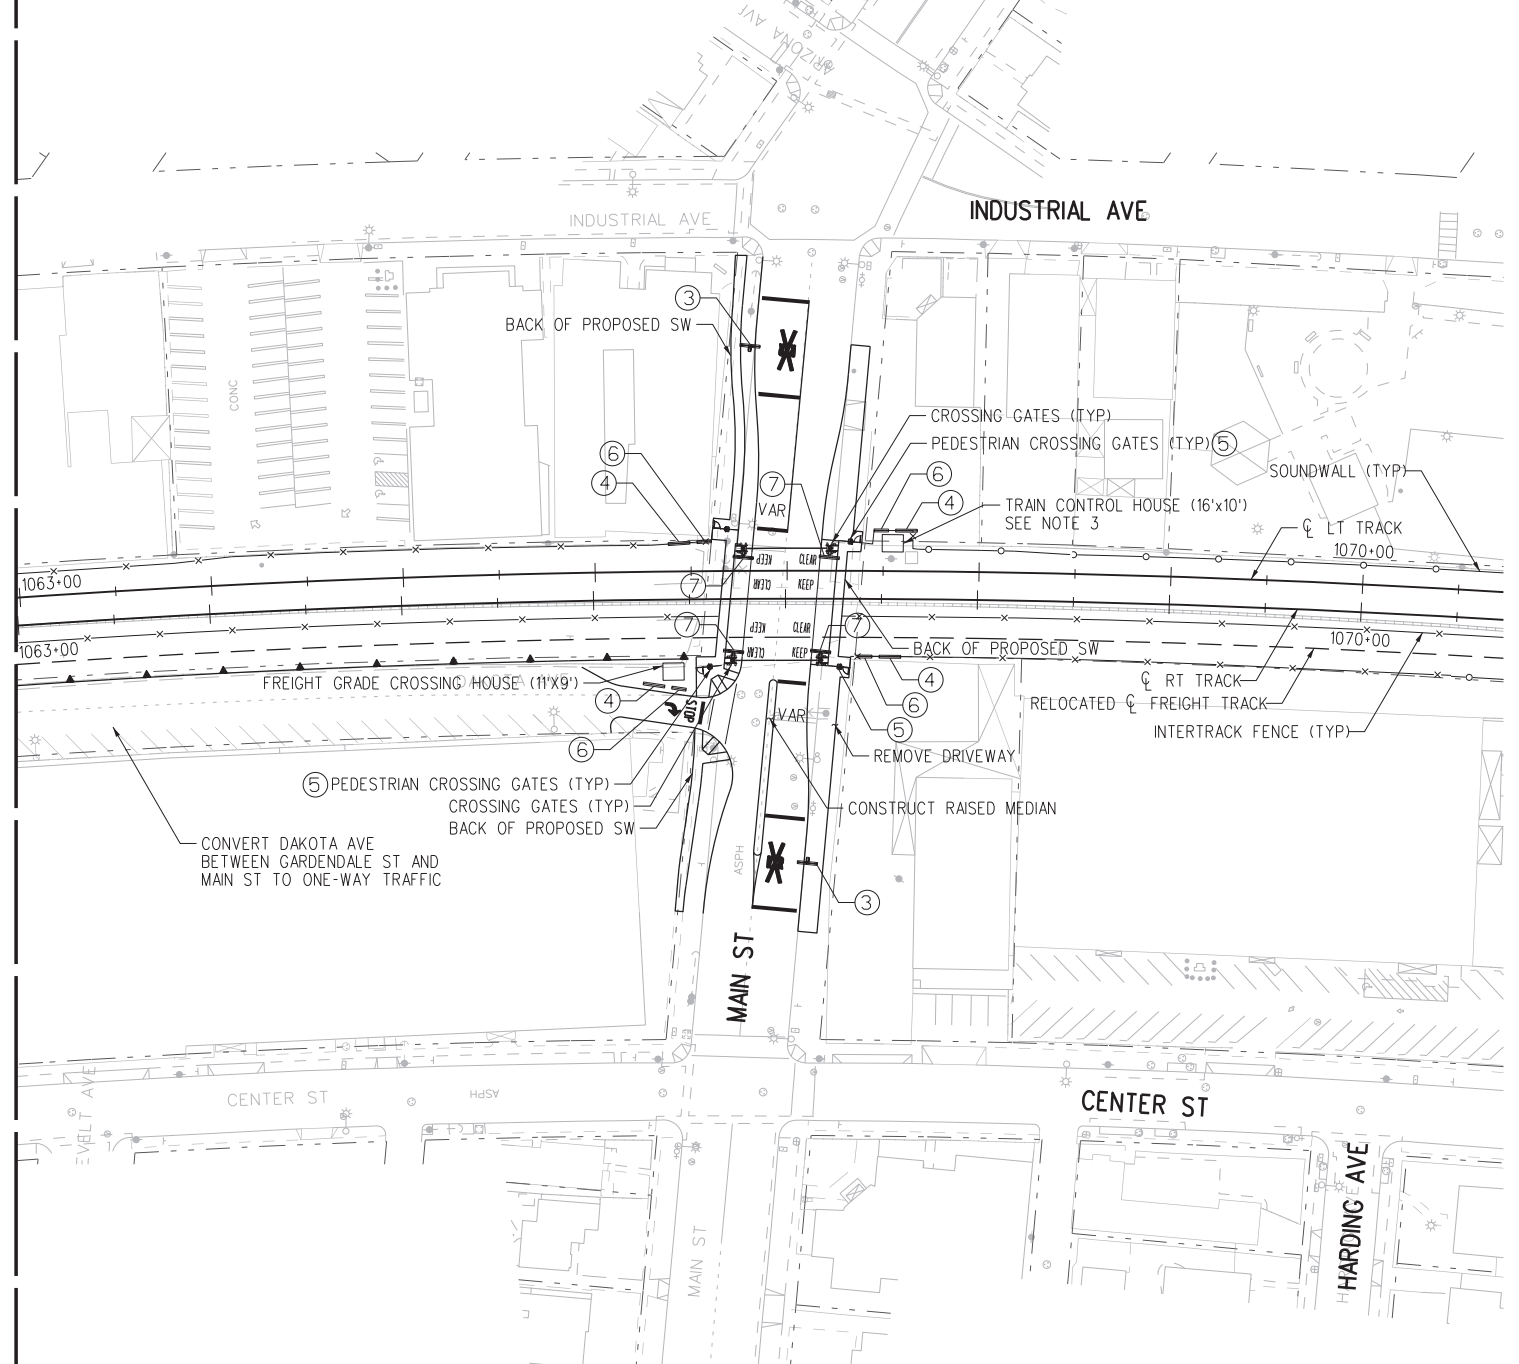 ARIZONA AVE
INDUSTRIAL AVE
INDUSTRIAL AVE
3
BACK OF PROPOSED SW
CONC
CROSSING GATES (TYP)
PEDESTRIAN CROSSING GATES (TYP) 5
6
4
7
VAR
6
4
SOUNDWALL (TYP)
TRAIN CONTROL HOUSE (16'x10')
SEE NOTE 3
℄ LT TRACK
1070+00
1063+00
KEEP
CLEAR
CLEAR
KEEP
7
7
7
KEEP
CLEAR
CLEAR
KEEP
1063+00
1070+00
BACK OF PROPOSED SW
FREIGHT GRADE CROSSING HOUSE (11'X9')
DAKOTA AVE
4
STOP
6
VAR
4
6
5
℄ RT TRACK
RELOCATED ℄ FREIGHT TRACK
INTERTRACK FENCE (TYP)
REMOVE DRIVEWAY
5 PEDESTRIAN CROSSING GATES (TYP)
CROSSING GATES (TYP)
BACK OF PROPOSED SW
CONSTRUCT RAISED MEDIAN
CONVERT DAKOTA AVE
BETWEEN GARDENDALE ST AND
MAIN ST TO ONE-WAY TRAFFIC
ASPH
3
MAIN ST
CENTER ST
ASPH
CENTER ST
MAIN ST
HARDING AVE